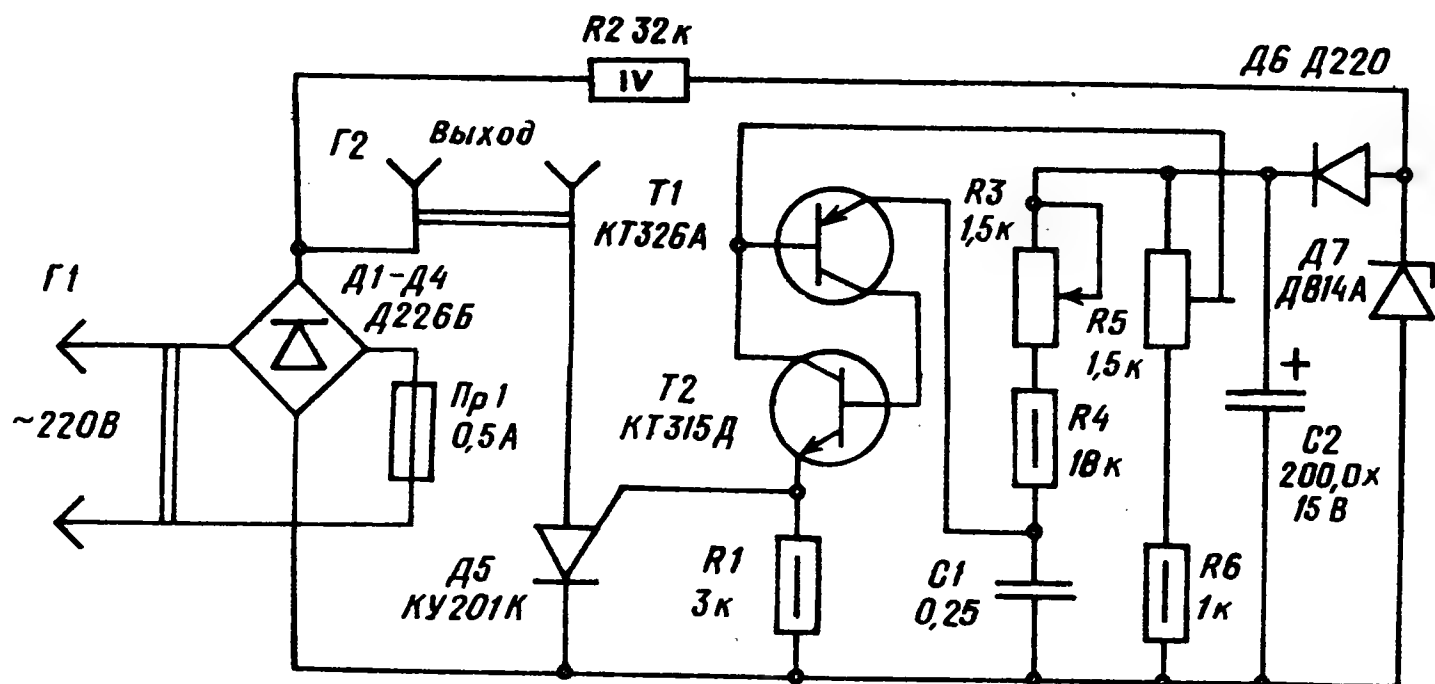 R2 32к
IV
Д6 Д220
Г2
Выход
Т1
КТ326А
R3
1,5к
Г1
Д1-Д4
Д226Б
Д7
Д814А
R5
1,5к
~220В
Пр1
0,5А
Т2
КТ315Д
R4
18к
+
С2
200,0х
15В
Д5
КУ201К
R1
3к
С1
0,25
R6
1к